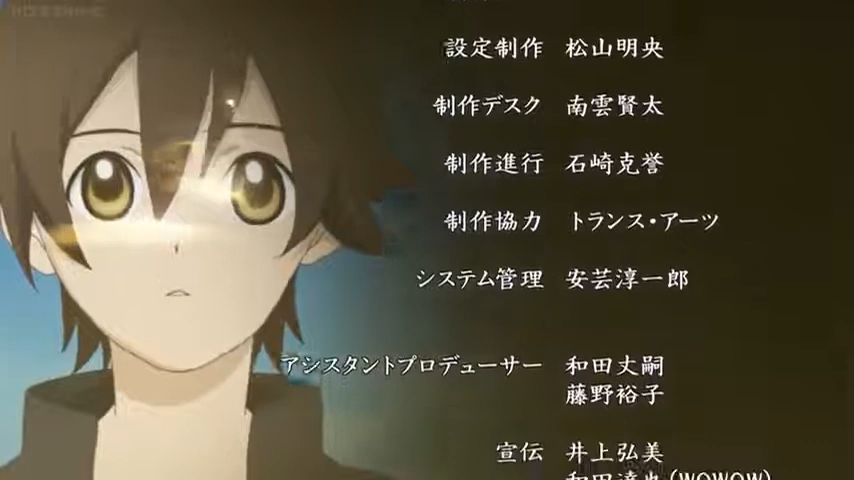 設定制作 松山明央
制作デスク 南雲賢太
制作進行 石崎克誉
制作協力 トランス・アーツ
システム管理 安芸淳一郎
アシスタントプロデューサー 和田丈嗣
藤野裕子
宣伝 井上弘美
(WOWOW)